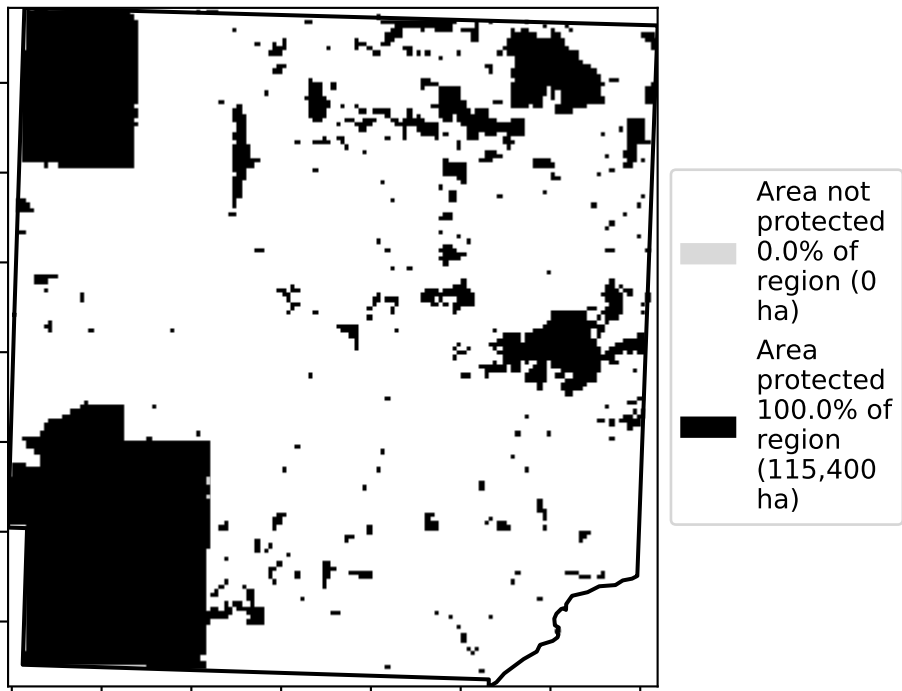 Area not
protected
0.0% of
region (0
ha)
Area
protected
100.0% of
region
(115,400
ha)